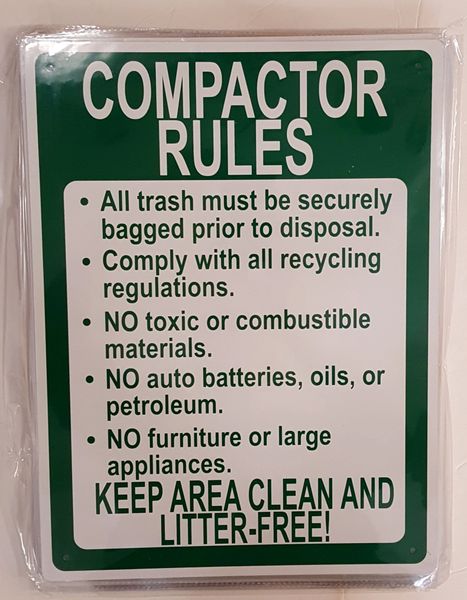 COMPACTOR
RULES
• All trash must be securely
bagged prior to disposal.
• Comply with all recycling
regulations.
• NO toxic or combustible
materials.
• NO auto batteries, oils, or
petroleum.
• NO furniture or large
appliances.
KEEP AREA CLEAN AND
LITTER-FREE!